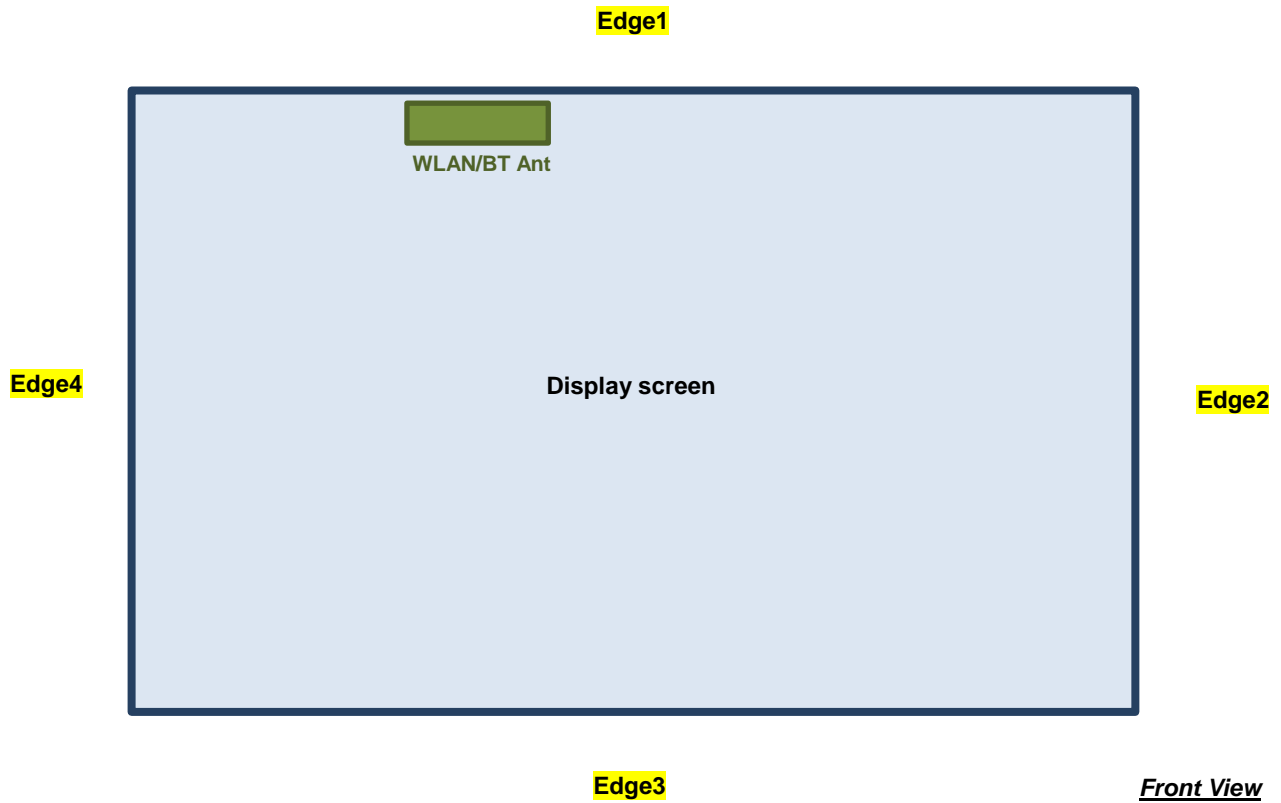 Edge1
WLAN/BT Ant
Edge4
Display screen
Edge2
Edge3
Front View